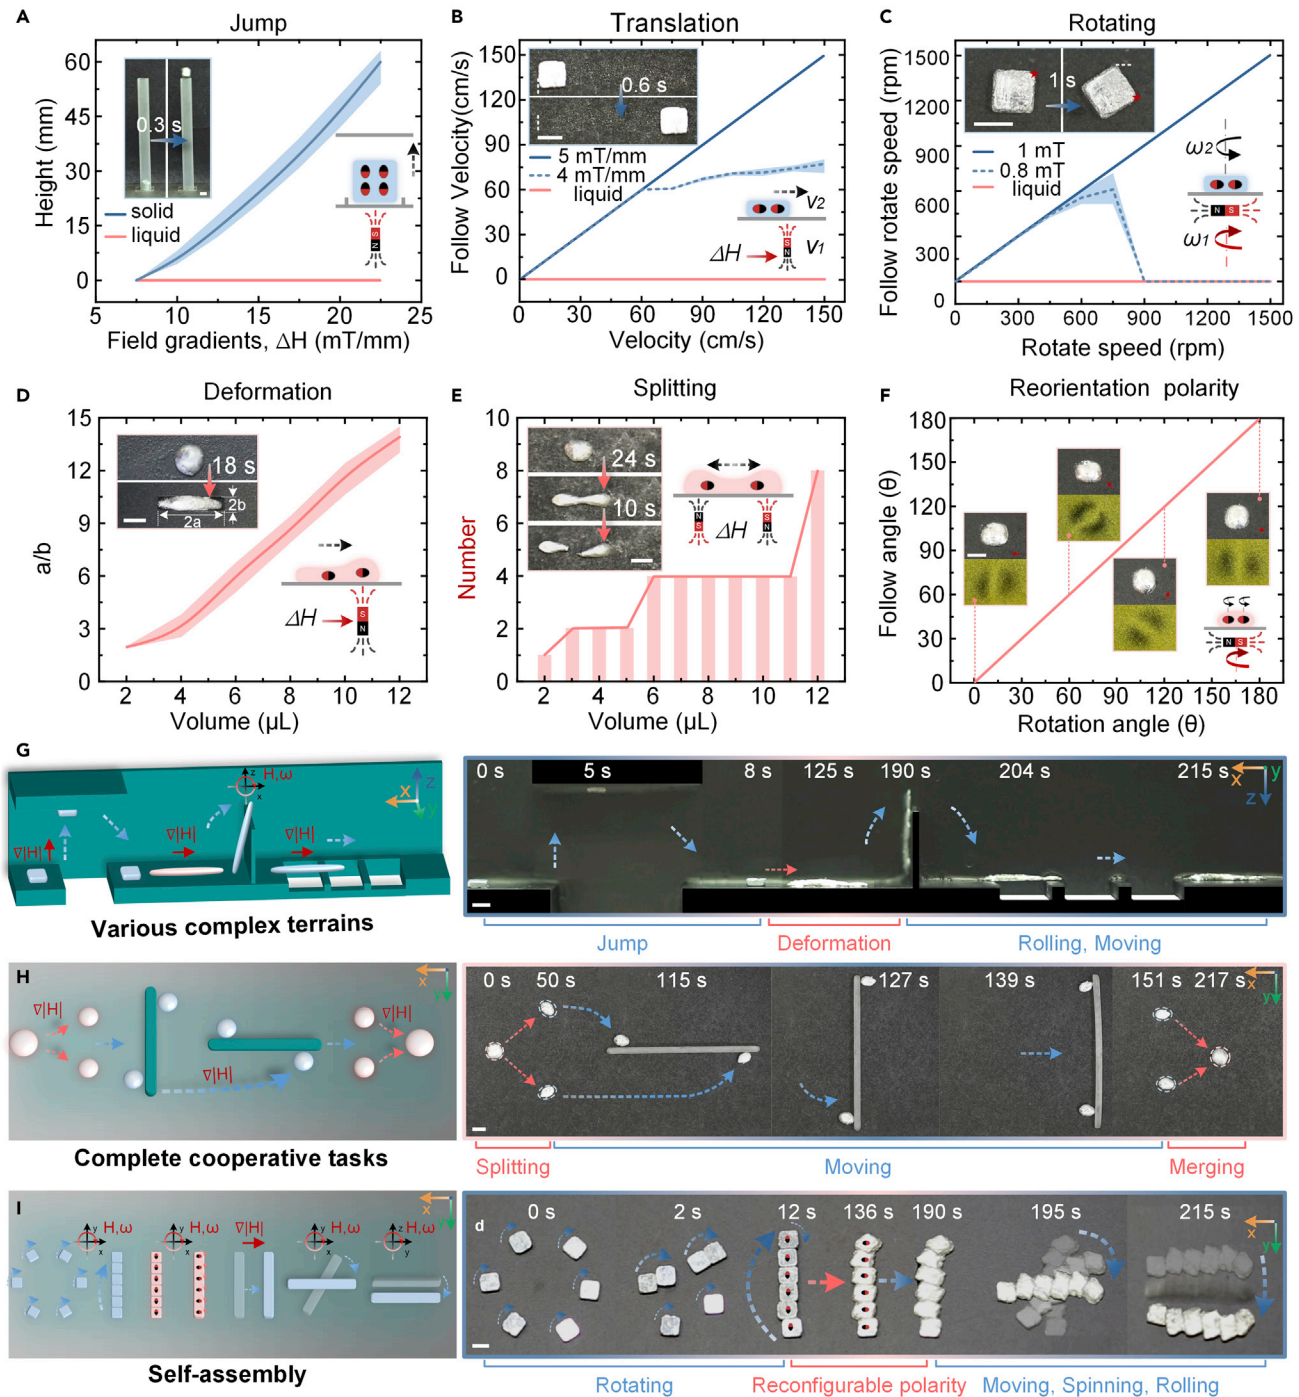 A
Jump
Height (mm)
60
45
30
15
0
0.3 s
solid
liquid
S
N
5
10
15
20
25
Field gradients, ΔH (mT/mm)
B
Translation
Follow Velocity(cm/s)
150
120
90
60
30
0
0.6 s
5 mT/mm
4 mT/mm
liquid
V2
ΔH
S
N
V1
0
30
60
90
120
150
Velocity (cm/s)
C
Rotating
Follow rotate speed (rpm)
1500
1200
900
600
300
0
1 s
1 mT
0.8 mT
liquid
ω2
N S
ω1
0
300
600
900
1200
1500
Rotate speed (rpm)
D
Deformation
a/b
15
12
9
6
3
0
18 s
2b
2a
ΔH
S
N
2
4
6
8
10
12
Volume (µL)
E
Splitting
Number
10
8
6
4
2
0
24 s
10 s
N
S
S
N
ΔH
2
4
6
8
10
12
Volume (µL)
F
Reorientation polarity
Follow angle (θ)
180
150
120
90
60
30
0
N S
0
30
60
90
120
150
180
Rotation angle (θ)
G
∇|H|
∇|H|
z
H,ω
x
∇|H|
x
z
y
Various complex terrains
0 s
5 s
8 s
125 s
190 s
204 s
215 s
x
y
z
Jump
Deformation
Rolling, Moving
H
∇|H|
∇|H|
∇|H|
x
y
Complete cooperative tasks
0 s
50 s
115 s
127 s
139 s
151 s
217 s
x
y
Splitting
Moving
Merging
I
y
H,ω
x
y
H,ω
x
∇|H|
y
H,ω
x
z
H,ω
y
x
y
Self-assembly
d
0 s
2 s
12 s
136 s
190 s
195 s
215 s
x
y
Rotating
Reconfigurable polarity
Moving, Spinning, Rolling